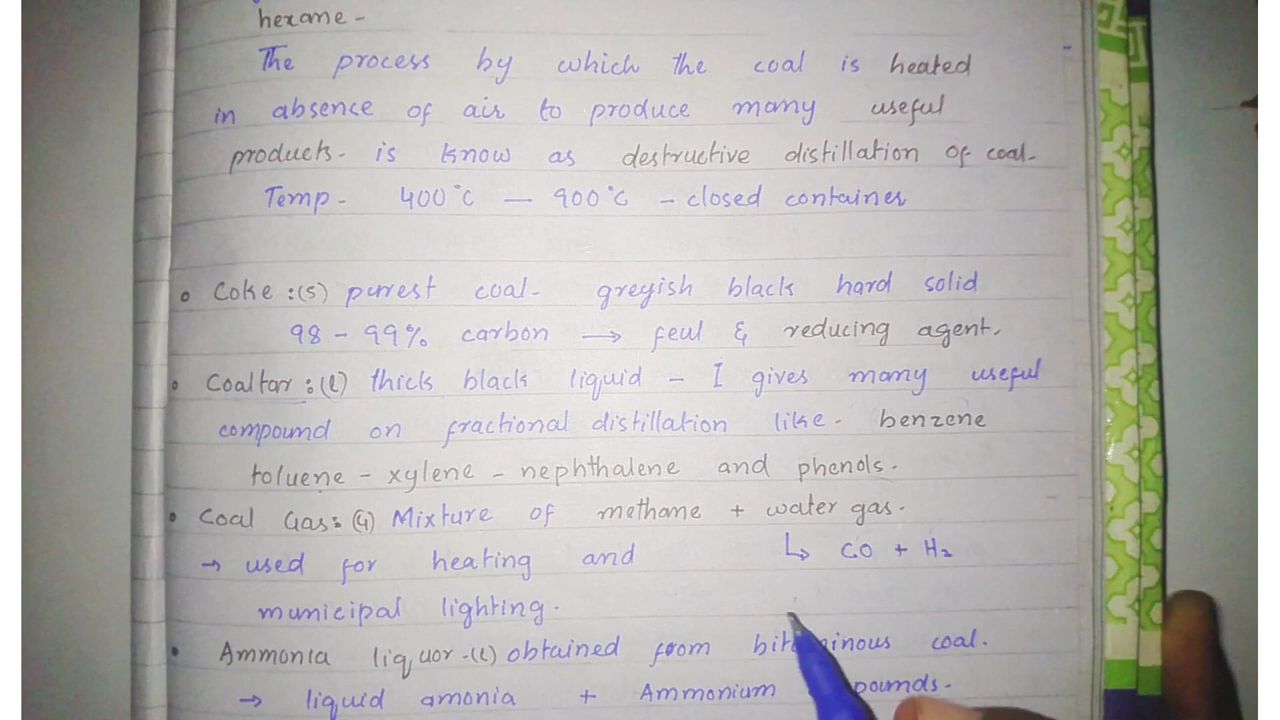 hexane -
The process by which the coal is heated
in absence of air to produce many useful
products. is know as destructive distillation of coal.
Temp - 400°C — 900°C - closed container
• Coke :(s) purest coal - greyish black hard solid
98 - 99% carbon → feul & reducing agent.
• Coaltar :(l) thick black liquid - I gives many useful
compound on fractional distillation like - benzene
toluene - xylene - nephthalene and phenols.
• Coal Gas: (G) Mixture of methane + water gas.
→ used for heating and ↳ CO + H₂
municipal lighting.
• Ammonia liquor -(l) obtained from coal.
→ liquid amonia + Ammonium